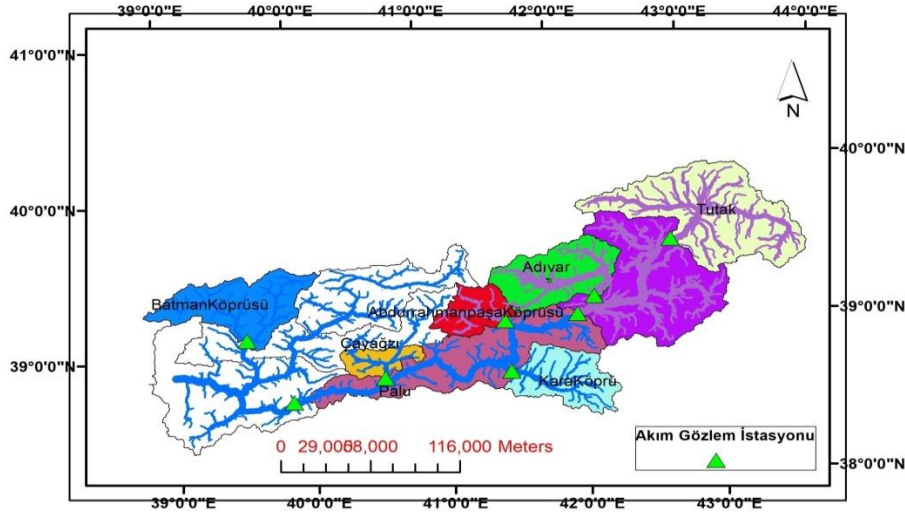 39°0'0"E 40°0'0"E 41°0'0"E 42°0'0"E 43°0'0"E 44°0'0"E
41°0'0"N
N
40°0'0"N
40°0'0"N
Tutak
Adıvar
BatmanKöprüsü
AbdurrahmanpaşaKöprüsü
39°0'0"N
Çayağzı
39°0'0"N
KaraKöprü
Palu
Akım Gözlem İstasyonu
0 29,00058,000 116,000 Meters
38°0'0"N
39°0'0"E 40°0'0"E 41°0'0"E 42°0'0"E 43°0'0"E